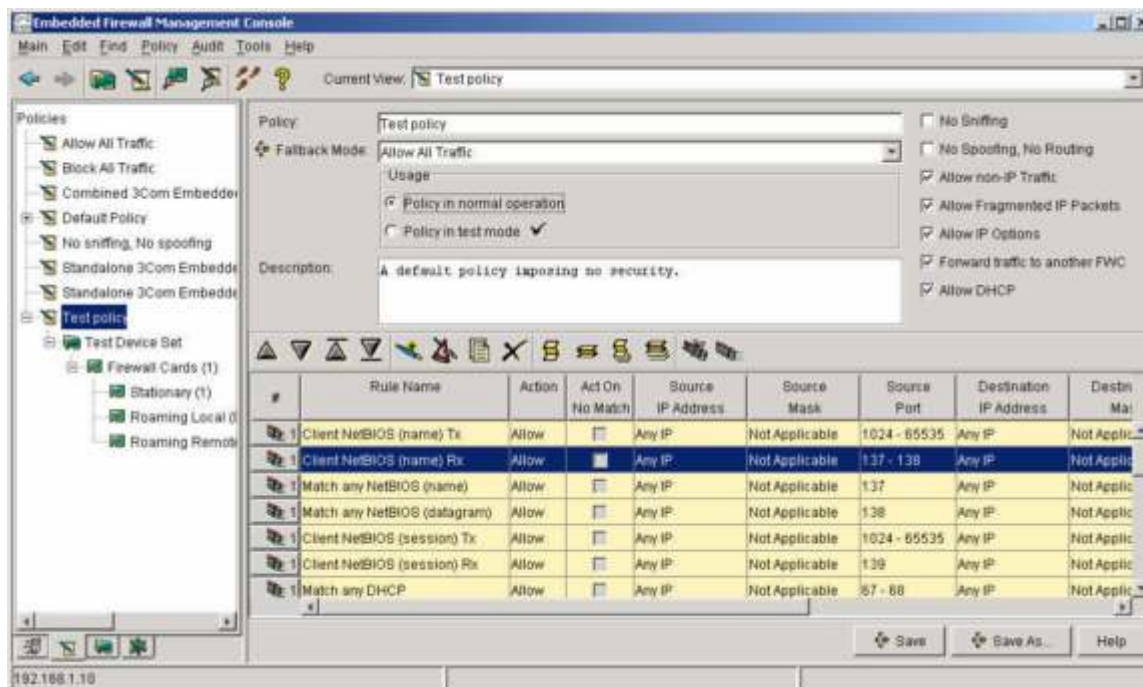 Embedded Firewall Management Console
Main Edit Find Policy Audit Tools Help
Current View: Test policy
Policies
Allow All Traffic
Block All Traffic
Combined 3Com Embedded
Default Policy
No sniffing, No spoofing
Standalone 3Com Embedde
Standalone 3Com Embedde
Test policy
Test Device Set
Firewall Cards (1)
Stationary (1)
Roaming Local (
Roaming Remot
Policy: Test policy
Fallback Mode: Allow All Traffic
Usage
Policy in normal operation
Policy in test mode
Description: A default policy imposing no security.
No Sniffing
No Spoofing, No Routing
Allow non-IP Traffic
Allow Fragmented IP Packets
Allow IP Options
Forward traffic to another FWC
Allow DHCP
# Rule Name Action Act On No Match Source IP Address Source Mask Source Port Destination IP Address Destin Ma
1 Client NetBIOS (name) Tx Allow Any IP Not Applicable 1024 - 65535 Any IP Not Applic
1 Client NetBIOS (name) Rx Allow Any IP Not Applicable 137 - 138 Any IP Not Applic
1 Match any NetBIOS (name) Allow Any IP Not Applicable 137 Any IP Not Applic
1 Match any NetBIOS (datagram) Allow Any IP Not Applicable 138 Any IP Not Applic
1 Client NetBIOS (session) Tx Allow Any IP Not Applicable 1024 - 65535 Any IP Not Applic
1 Client NetBIOS (session) Rx Allow Any IP Not Applicable 139 Any IP Not Applic
1 Match any DHCP Allow Any IP Not Applicable 67 - 68 Any IP Not Applic
Save Save As... Help
192.168.1.10